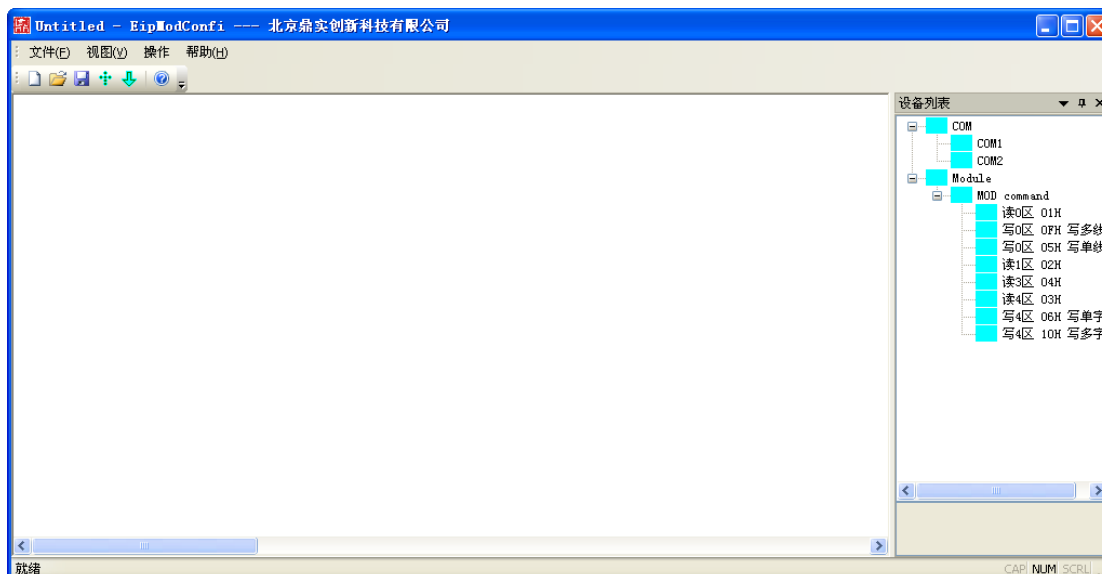 Untitled - EipModConfi --- 北京鼎实创新科技有限公司
文件(F) 视图(V) 操作 帮助(H)
设备列表
COM
COM1
COM2
Module
MOD command
读0区 01H
写0区 0FH 写多线
写0区 05H 写单线
读1区 02H
读3区 04H
读4区 03H
写4区 06H 写单字
写4区 10H 写多字
就绪
CAP NUM SCRL